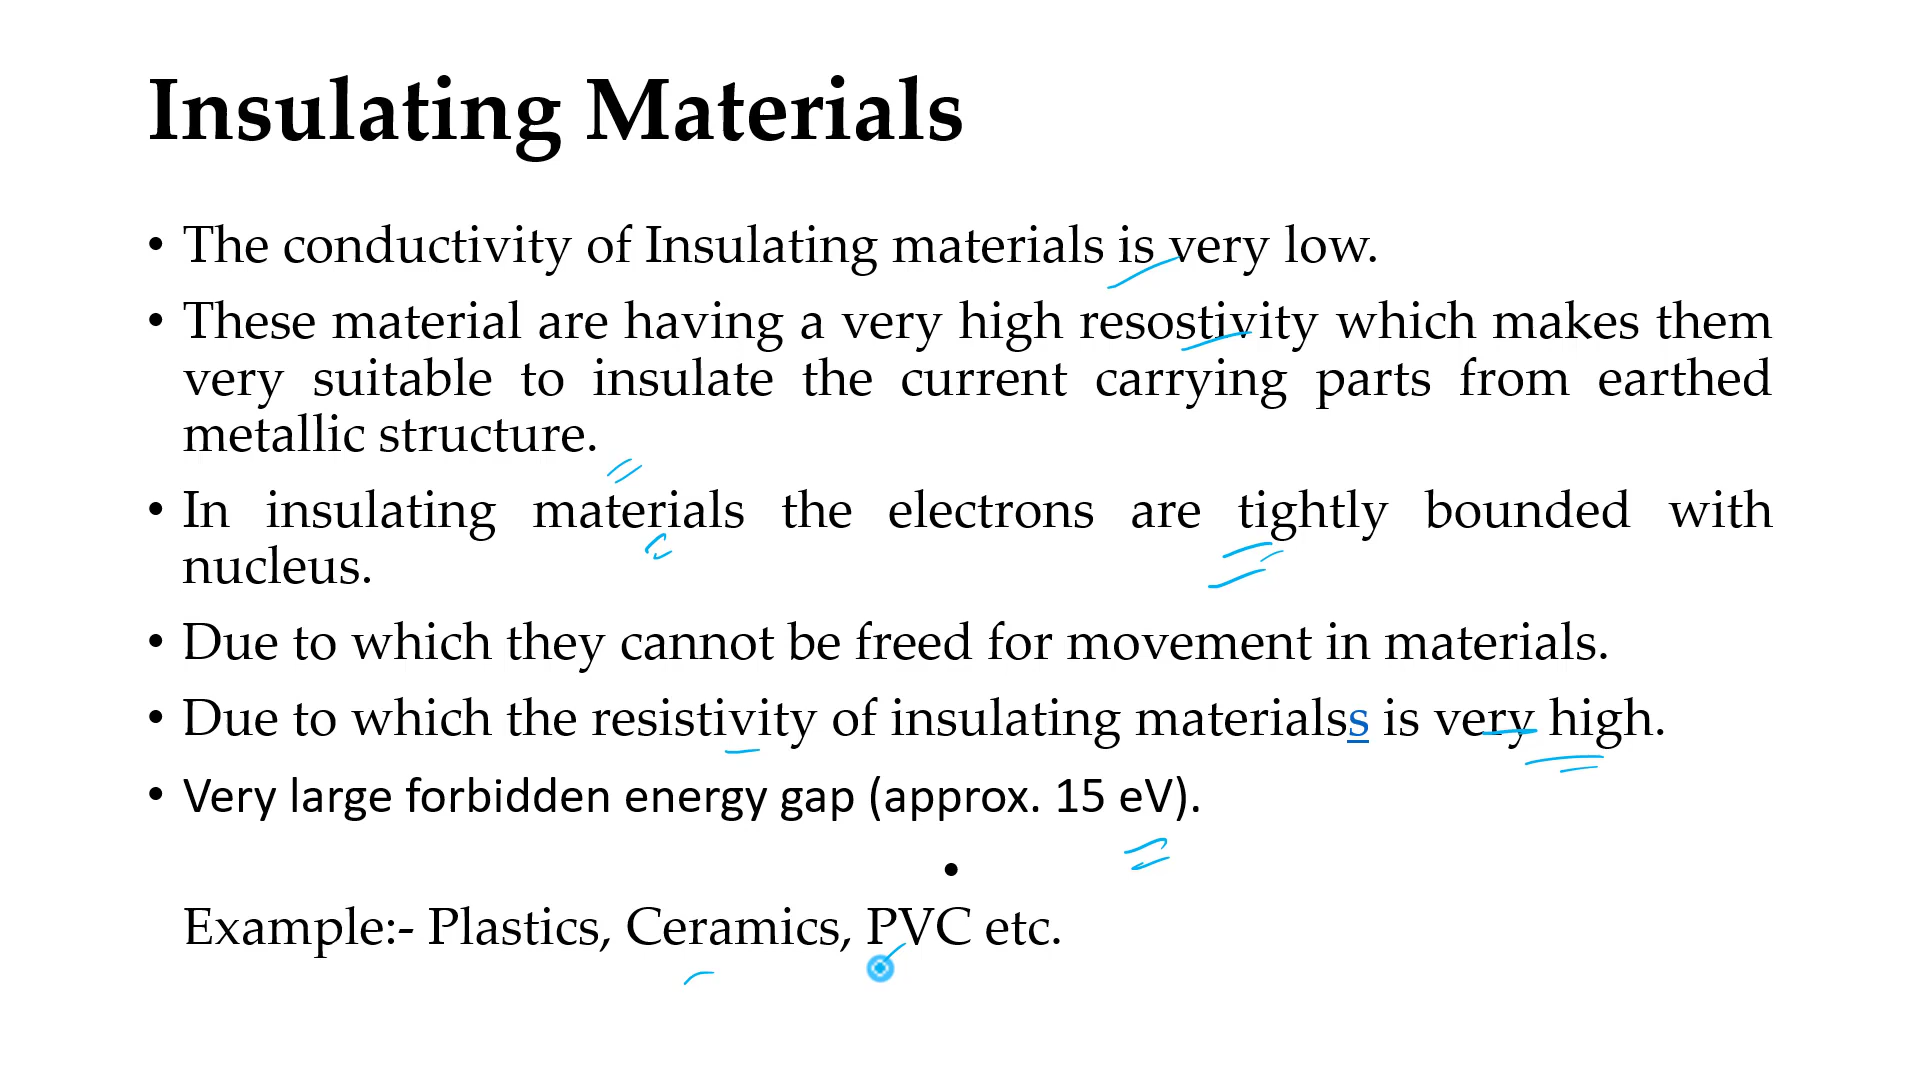 Insulating Materials
• The conductivity of Insulating materials is very low.
• These material are having a very high resostivity which makes them
very suitable to insulate the current carrying parts from earthed
metallic structure.
• In insulating materials the electrons are tightly bounded with
nucleus.
• Due to which they cannot be freed for movement in materials.
• Due to which the resistivity of insulating materialss is very high.
• Very large forbidden energy gap (approx. 15 eV).
•
Example:- Plastics, Ceramics, PVC etc.